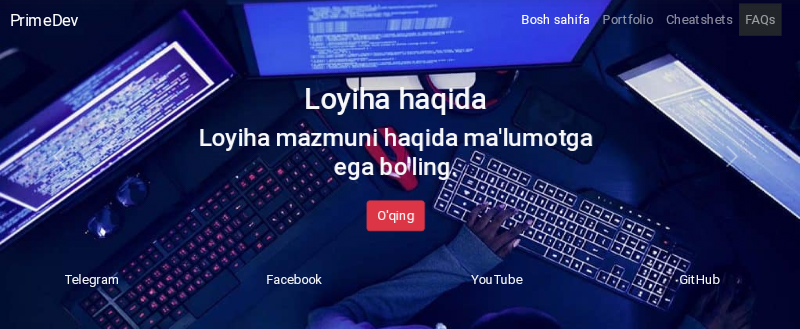 PrimeDev
Bosh sahifa Portfolio Cheatshets FAQs
Loyiha haqida
Loyiha mazmuni haqida ma'lumotga
ega bo'ling.
O'qing
Telegram Facebook YouTube GitHub